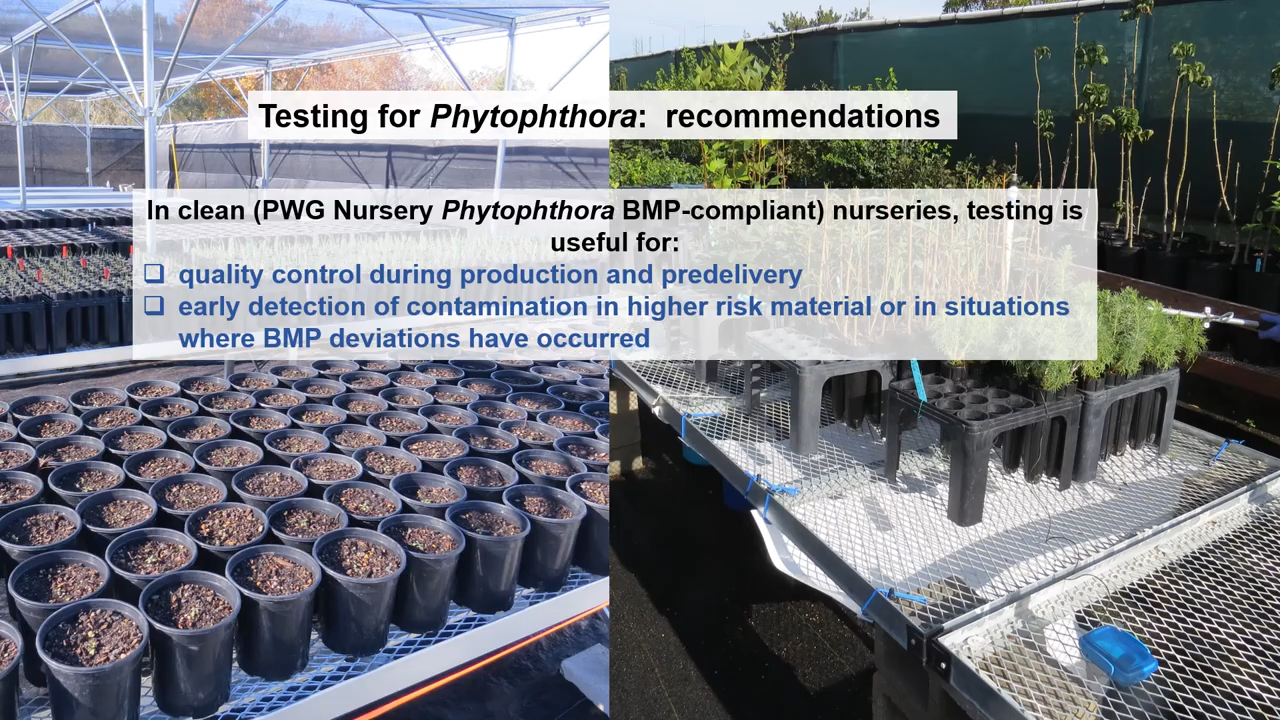 Testing for Phytophthora: recommendations
In clean (PWG Nursery Phytophthora BMP-compliant) nurseries, testing is
useful for:
❑ quality control during production and predelivery
❑ early detection of contamination in higher risk material or in situations
where BMP deviations have occurred